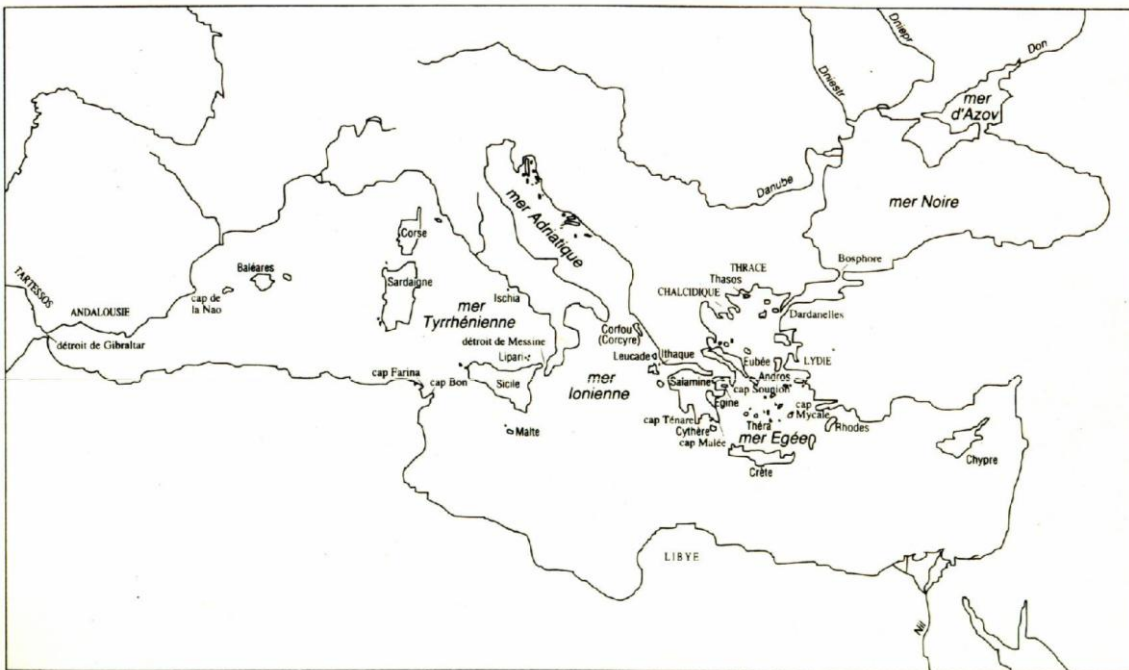 Dniepr
Don
Dniestr
mer
d'Azov
Danube
mer Noire
mer Adriatique
Corse
Bosphore
THRACE
Thasos
CHALCIDIQUE
Baléares
Sardaigne
TARTESSOS
ANDALOUSIE
cap de
la Nao
Ischia
mer
Tyrrhénienne
Dardanelles
détroit de Messine
Corfou
(Corcyre)
détroit de Gibraltar
Lipari
Leucade
Ithaque
Eubée
LYDIE
cap Farina
cap Bon
Sicile
mer
Ionienne
Salamine
Andros
cap Sounion
Egine
cap
Mycale
cap Ténare
Cythère
cap Malée
Théra
Rhodes
mer Egée
Malte
Crète
Chypre
LIBYE
Nil